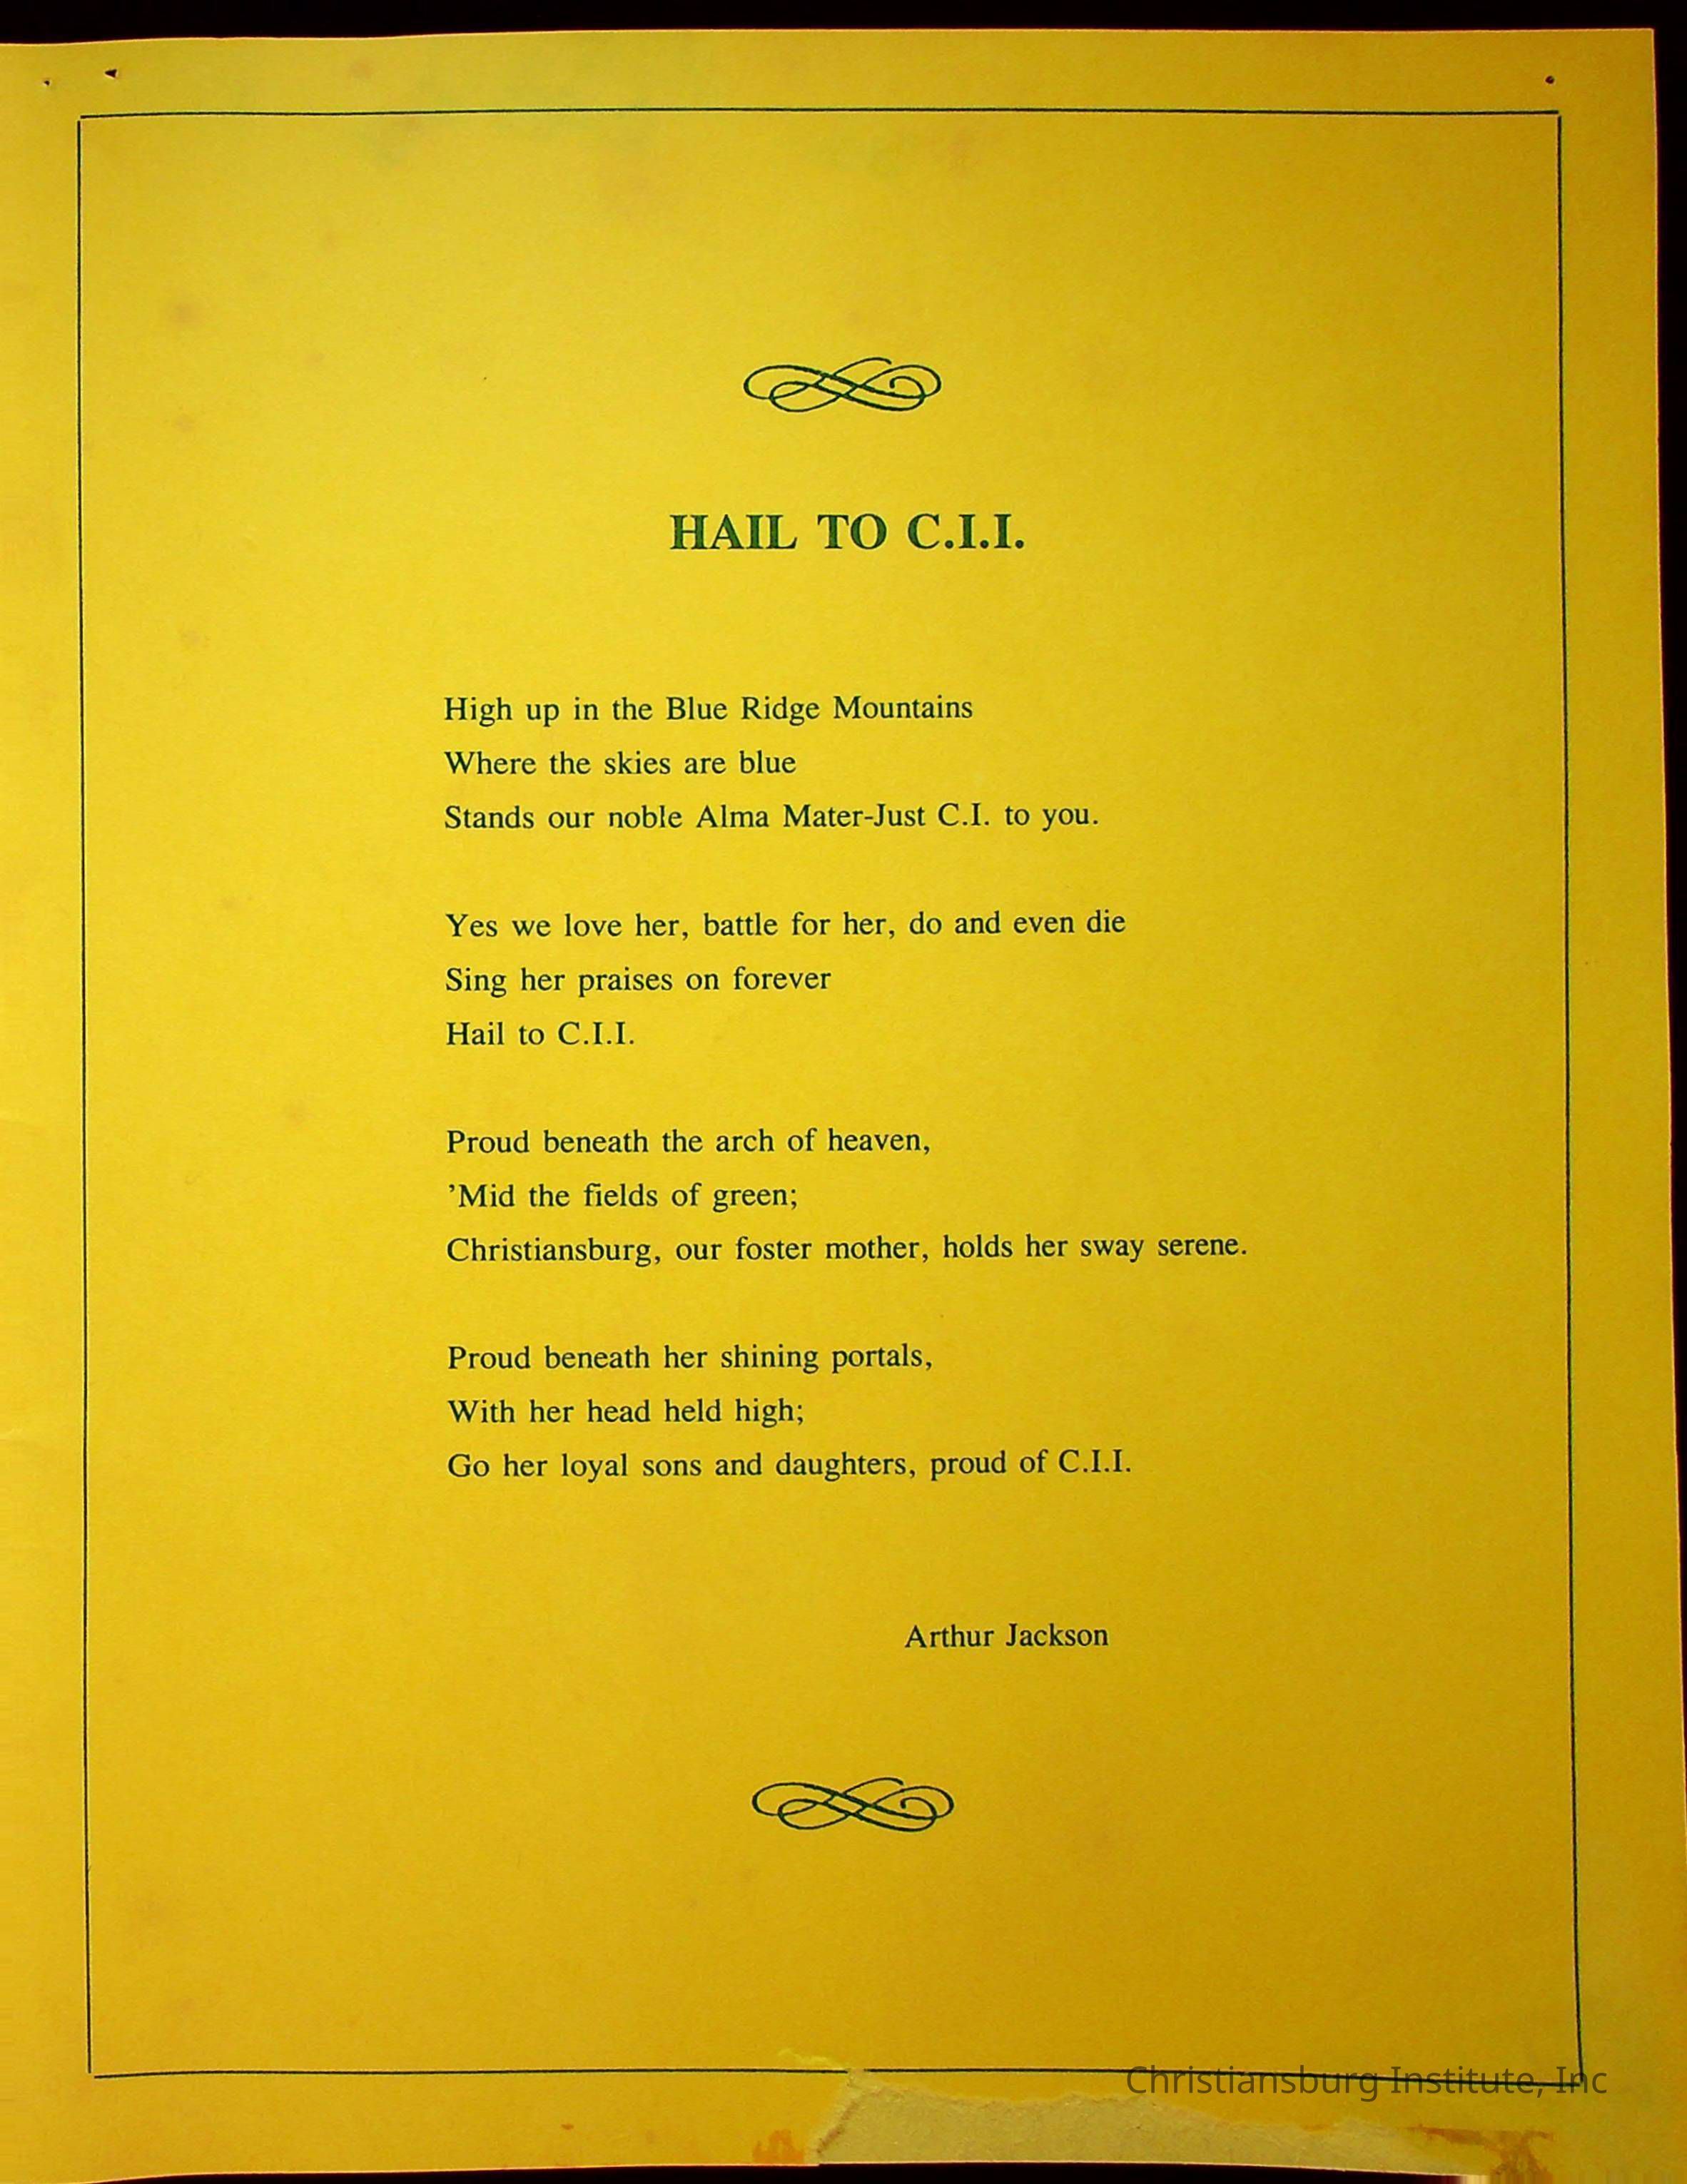 HAIL TO C.I.I.
High up in the Blue Ridge Mountains
Where the skies are blue
Stands our noble Alma Mater-Just C.I. to you.
Yes we love her, battle for her, do and even die
Sing her praises on forever
Hail to C.I.I.
Proud beneath the arch of heaven,
’Mid the fields of green;
Christiansburg, our foster mother, holds her sway serene.
Proud beneath her shining portals,
With her head held high;
Go her loyal sons and daughters, proud of C.I.I.
Arthur Jackson
Christiansburg Institute, Inc